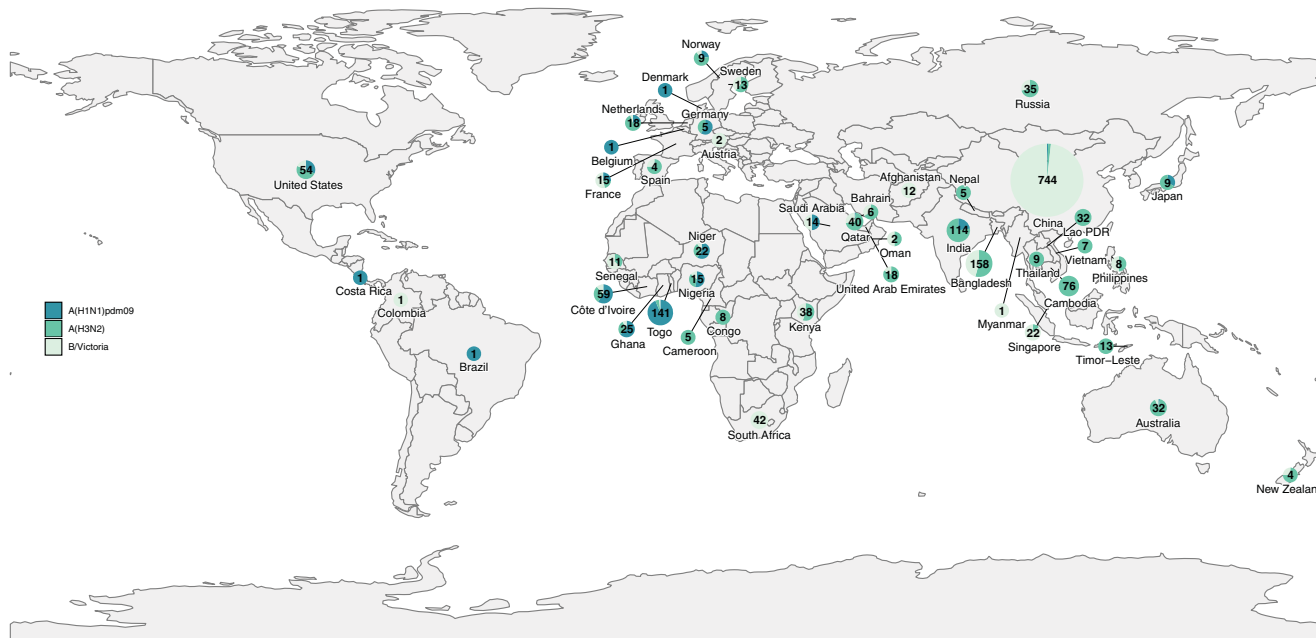 Norway
9
Sweden
13
Denmark
1
Netherlands
18
Germany
5
1
Belgium
2
Austria
15
France
4
Spain
35
Russia
54
United States
744
China
Afghanistan
12
Nepal
5
9
Japan
Saudi Arabia
14
Bahrain
6
40
Qatar
2
Oman
18
United Arab Emirates
114
India
158
Bangladesh
32
Lao PDR
7
Vietnam
9
Thailand
8
Philippines
76
Cambodia
1
Myanmar
22
Singapore
13
Timor−Leste
Niger
22
11
Senegal
15
Nigeria
59
Côte d'Ivoire
25
Ghana
141
Togo
5
Cameroon
8
Congo
38
Kenya
42
South Africa
1
Costa Rica
1
Colombia
1
Brazil
32
Australia
4
New Zealan
A(H1N1)pdm09
A(H3N2)
B/Victoria